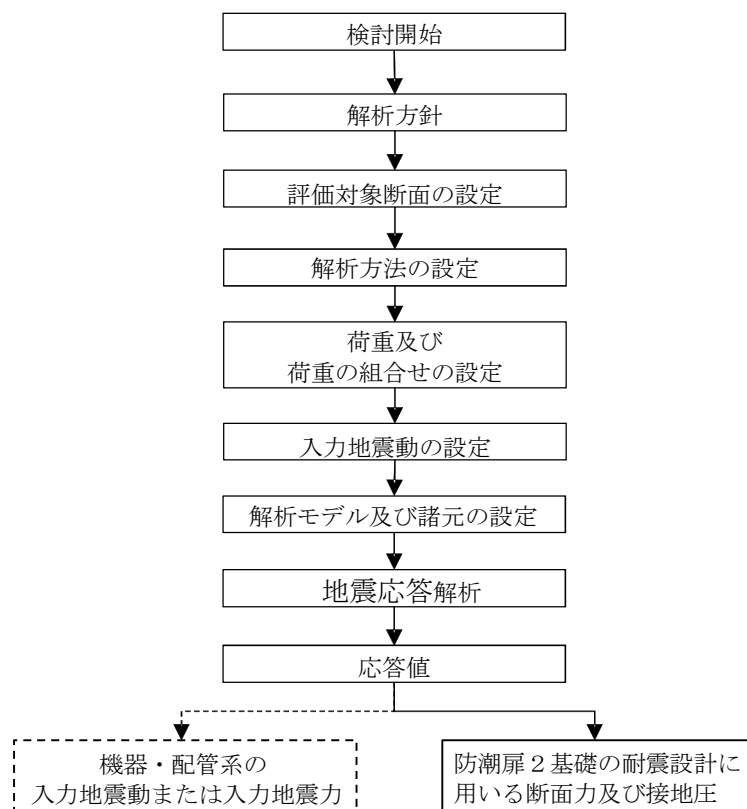 検討開始
解析方針
評価対象断面の設定
解析方法の設定
荷重及び
荷重の組合せの設定
入力地震動の設定
解析モデル及び諸元の設定
地震応答解析
応答値
機器・配管系の
入力地震動または入力地震力
防潮扉２基礎の耐震設計に
用いる断面力及び接地圧